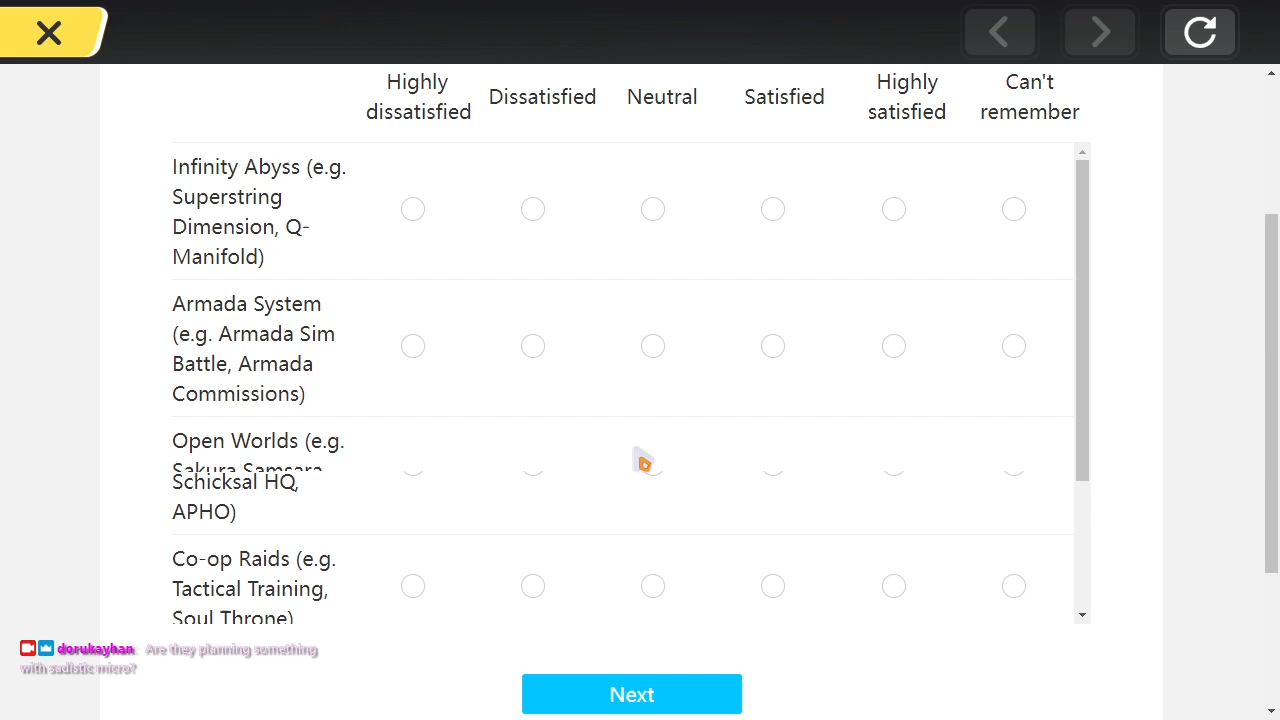 Highly dissatisfied Dissatisfied Neutral Satisfied Highly satisfied Can't remember
Infinity Abyss (e.g.
Superstring
Dimension, Q-
Manifold)
Armada System
(e.g. Armada Sim
Battle, Armada
Commissions)
Open Worlds (e.g.
Sakura Samsara
Schicksal HQ,
APHO)
Co-op Raids (e.g.
Tactical Training,
Soul Throne)
dorukayhan Are they planning something
with sadistic micro?
Next